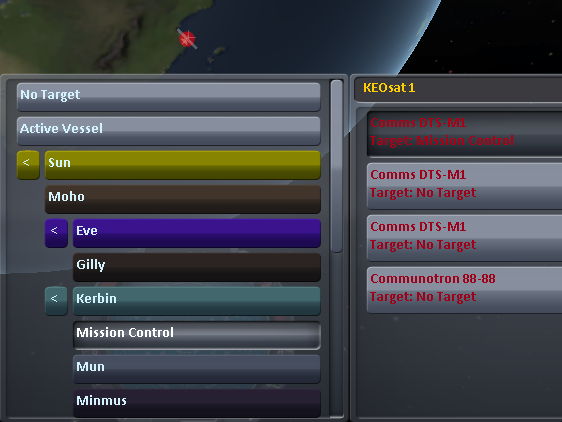 No Target
Active Vessel
< Sun
Moho
< Eve
Gilly
< Kerbin
Mission Control
Mun
Minmus
KEOsat 1
Comms DTS-M1
Target: Mission Control
Comms DTS-M1
Target: No Target
Comms DTS-M1
Target: No Target
Communotron 88-88
Target: No Target